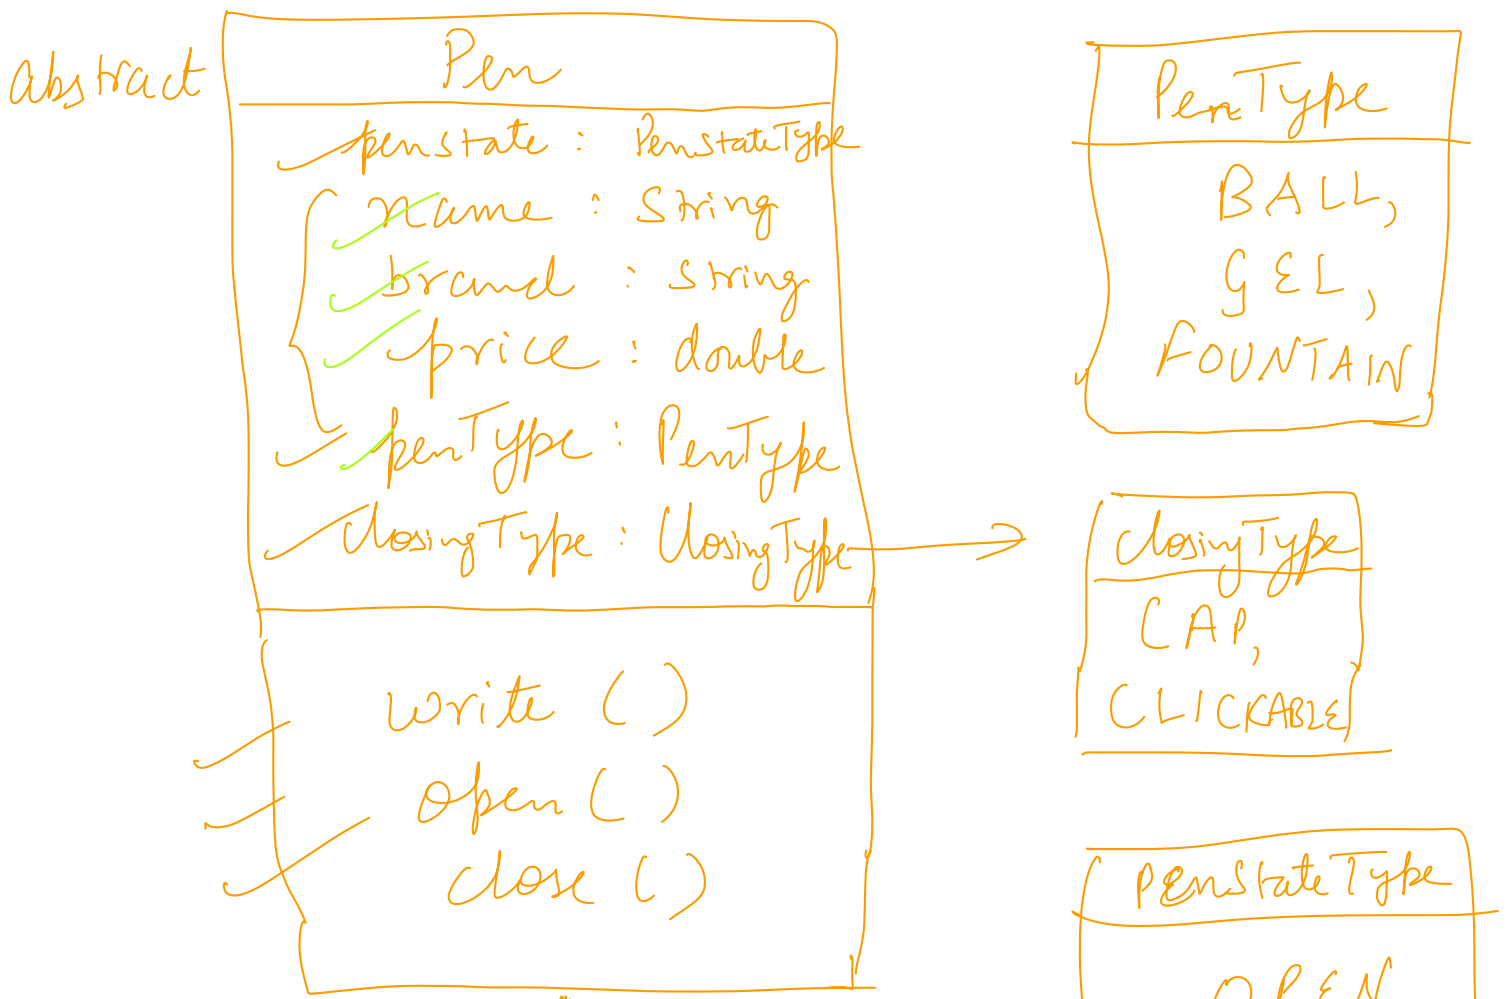 abstract
Pen
penstate : PenstateType
name : String
brand : String
price : double
penType : PenType
closingType : ClosingType
write ( )
open ( )
close ( )
PenType
BALL,
GEL,
FOUNTAIN
closingType
CAP,
CLICKABLE
PEnStateType
OPEN